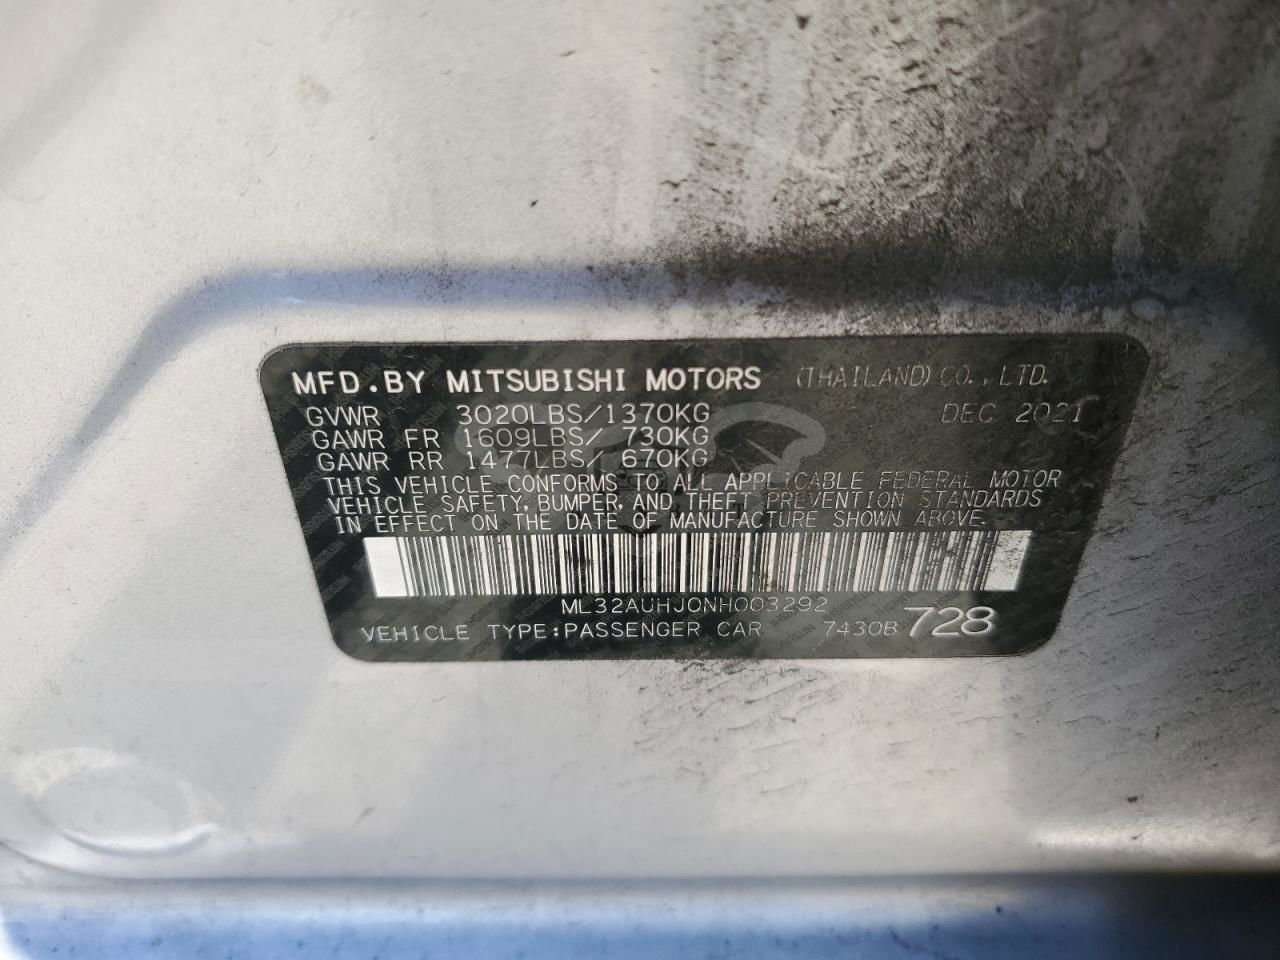 MFD.BY MITSUBISHI MOTORS (THAILAND)CO.,LTD.
GVWR 3020LBS/1370KG DEC 2021
GAWR FR 1609LBS/ 730KG
GAWR RR 1477LBS/ 670KG
THIS VEHICLE CONFORMS TO ALL APPLICABLE FEDERAL MOTOR
VEHICLE SAFETY, BUMPER, AND, THEFT PREVENTION STANDARDS
IN EFFECT ON THE DATE OF MANUFACTURE SHOWN ABOVE.
ML32AUHJ0NH003292
VEHICLE TYPE:PASSENGER CAR 7430B 728